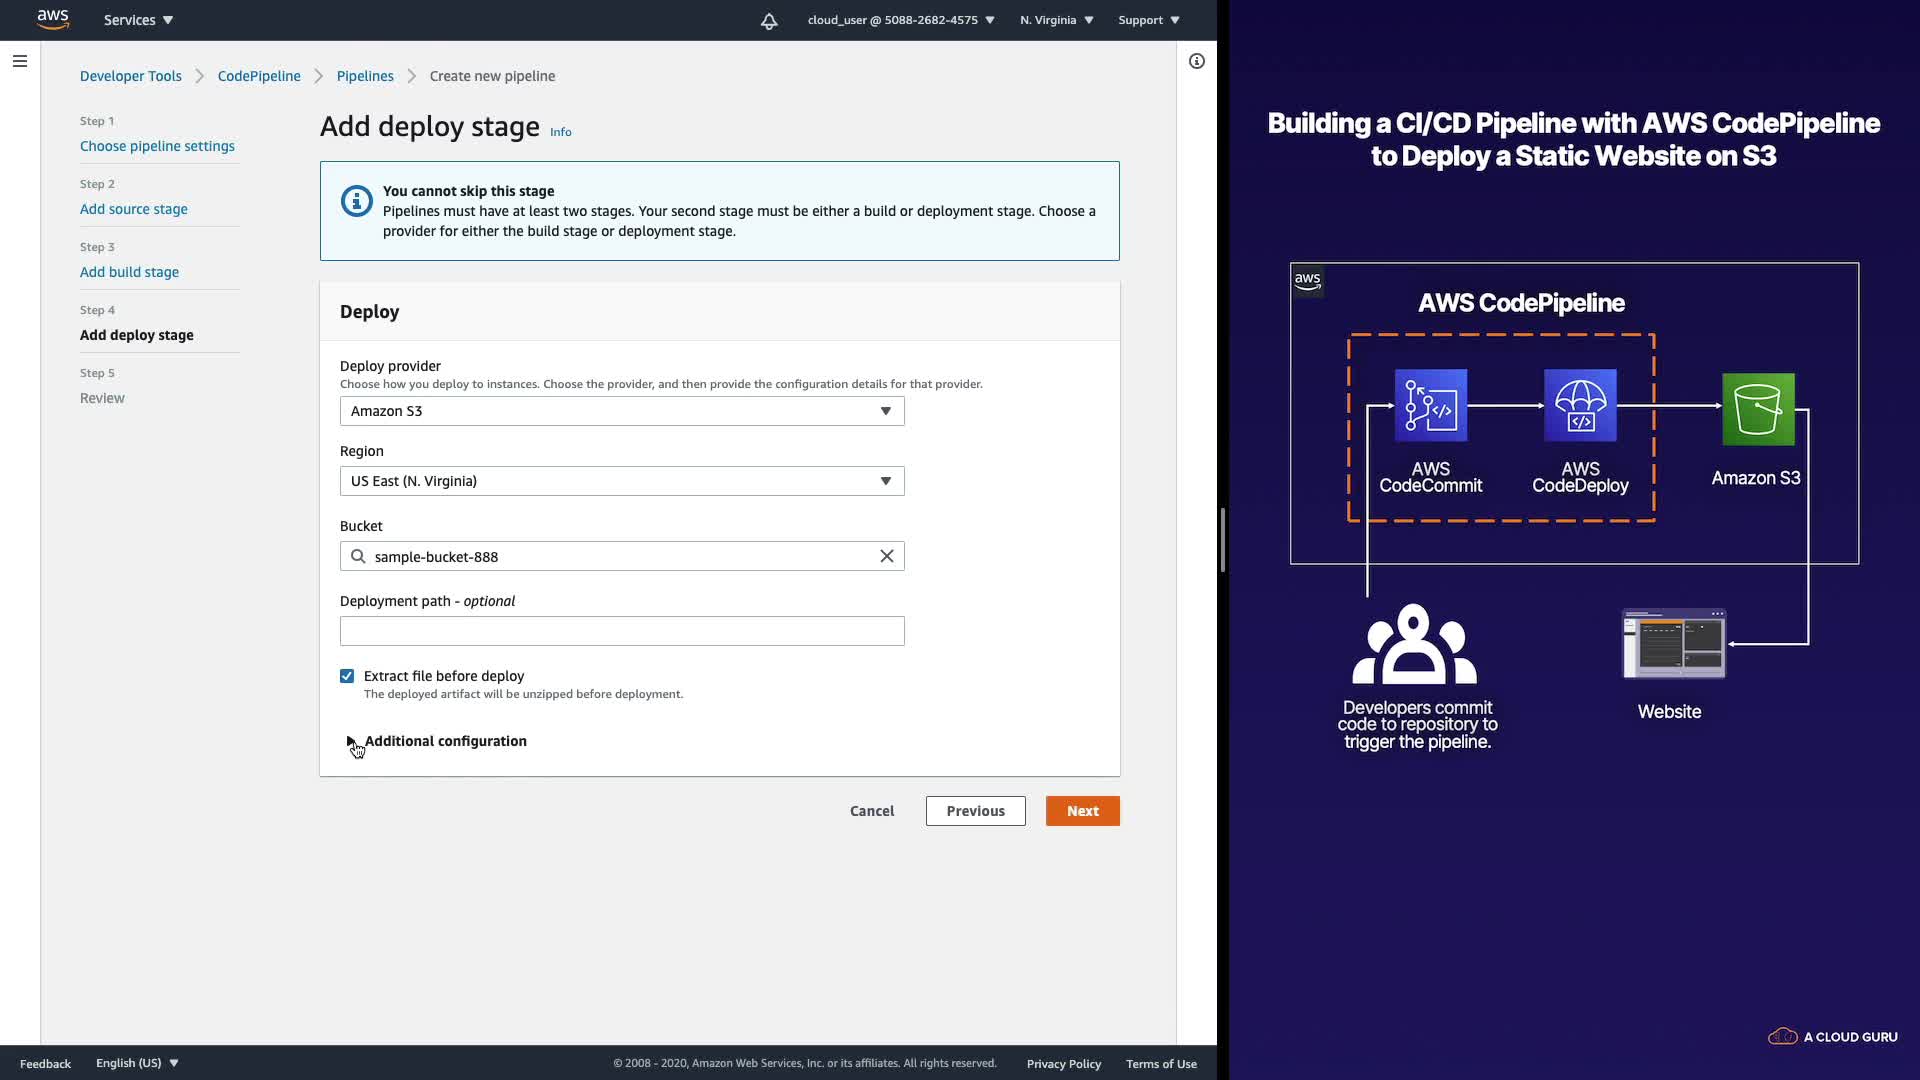 aws
Services
cloud_user @ 5088-2682-4575
N. Virginia
Support
Developer Tools
CodePipeline
Pipelines
Create new pipeline
Step 1
Choose pipeline settings
Step 2
Add source stage
Step 3
Add build stage
Step 4
Add deploy stage
Step 5
Review
Add deploy stage Info
You cannot skip this stage
Pipelines must have at least two stages. Your second stage must be either a build or deployment stage. Choose a
provider for either the build stage or deployment stage.
Deploy
Deploy provider
Choose how you deploy to instances. Choose the provider, and then provide the configuration details for that provider.
Amazon S3
Region
US East (N. Virginia)
Bucket
sample-bucket-888
Deployment path - optional
Extract file before deploy
The deployed artifact will be unzipped before deployment.
Additional configuration
Cancel
Previous
Next
Feedback
English (US)
© 2008 - 2020, Amazon Web Services, Inc. or its affiliates. All rights reserved.
Privacy Policy
Terms of Use
Building a CI/CD Pipeline with AWS CodePipeline
to Deploy a Static Website on S3
aws
AWS CodePipeline
AWS
CodeCommit
AWS
CodeDeploy
Amazon S3
Developers commit
code to repository to
trigger the pipeline.
Website
A CLOUD GURU